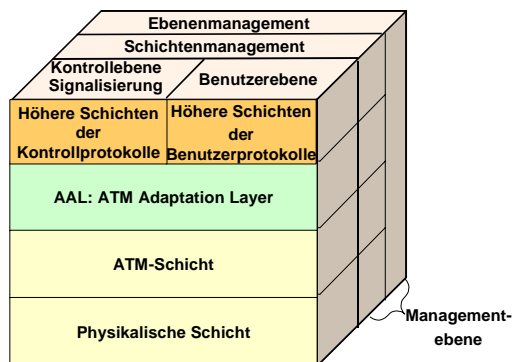 Ebenenmanagement
Schichtenmanagement
Kontrollebene
Signalisierung
Benutzerebene
Höhere Schichten
der
Kontrollprotokolle
Höhere Schichten
der
Benutzerprotokolle
AAL: ATM Adaptation Layer
ATM-Schicht
Physikalische Schicht
Management-
ebene